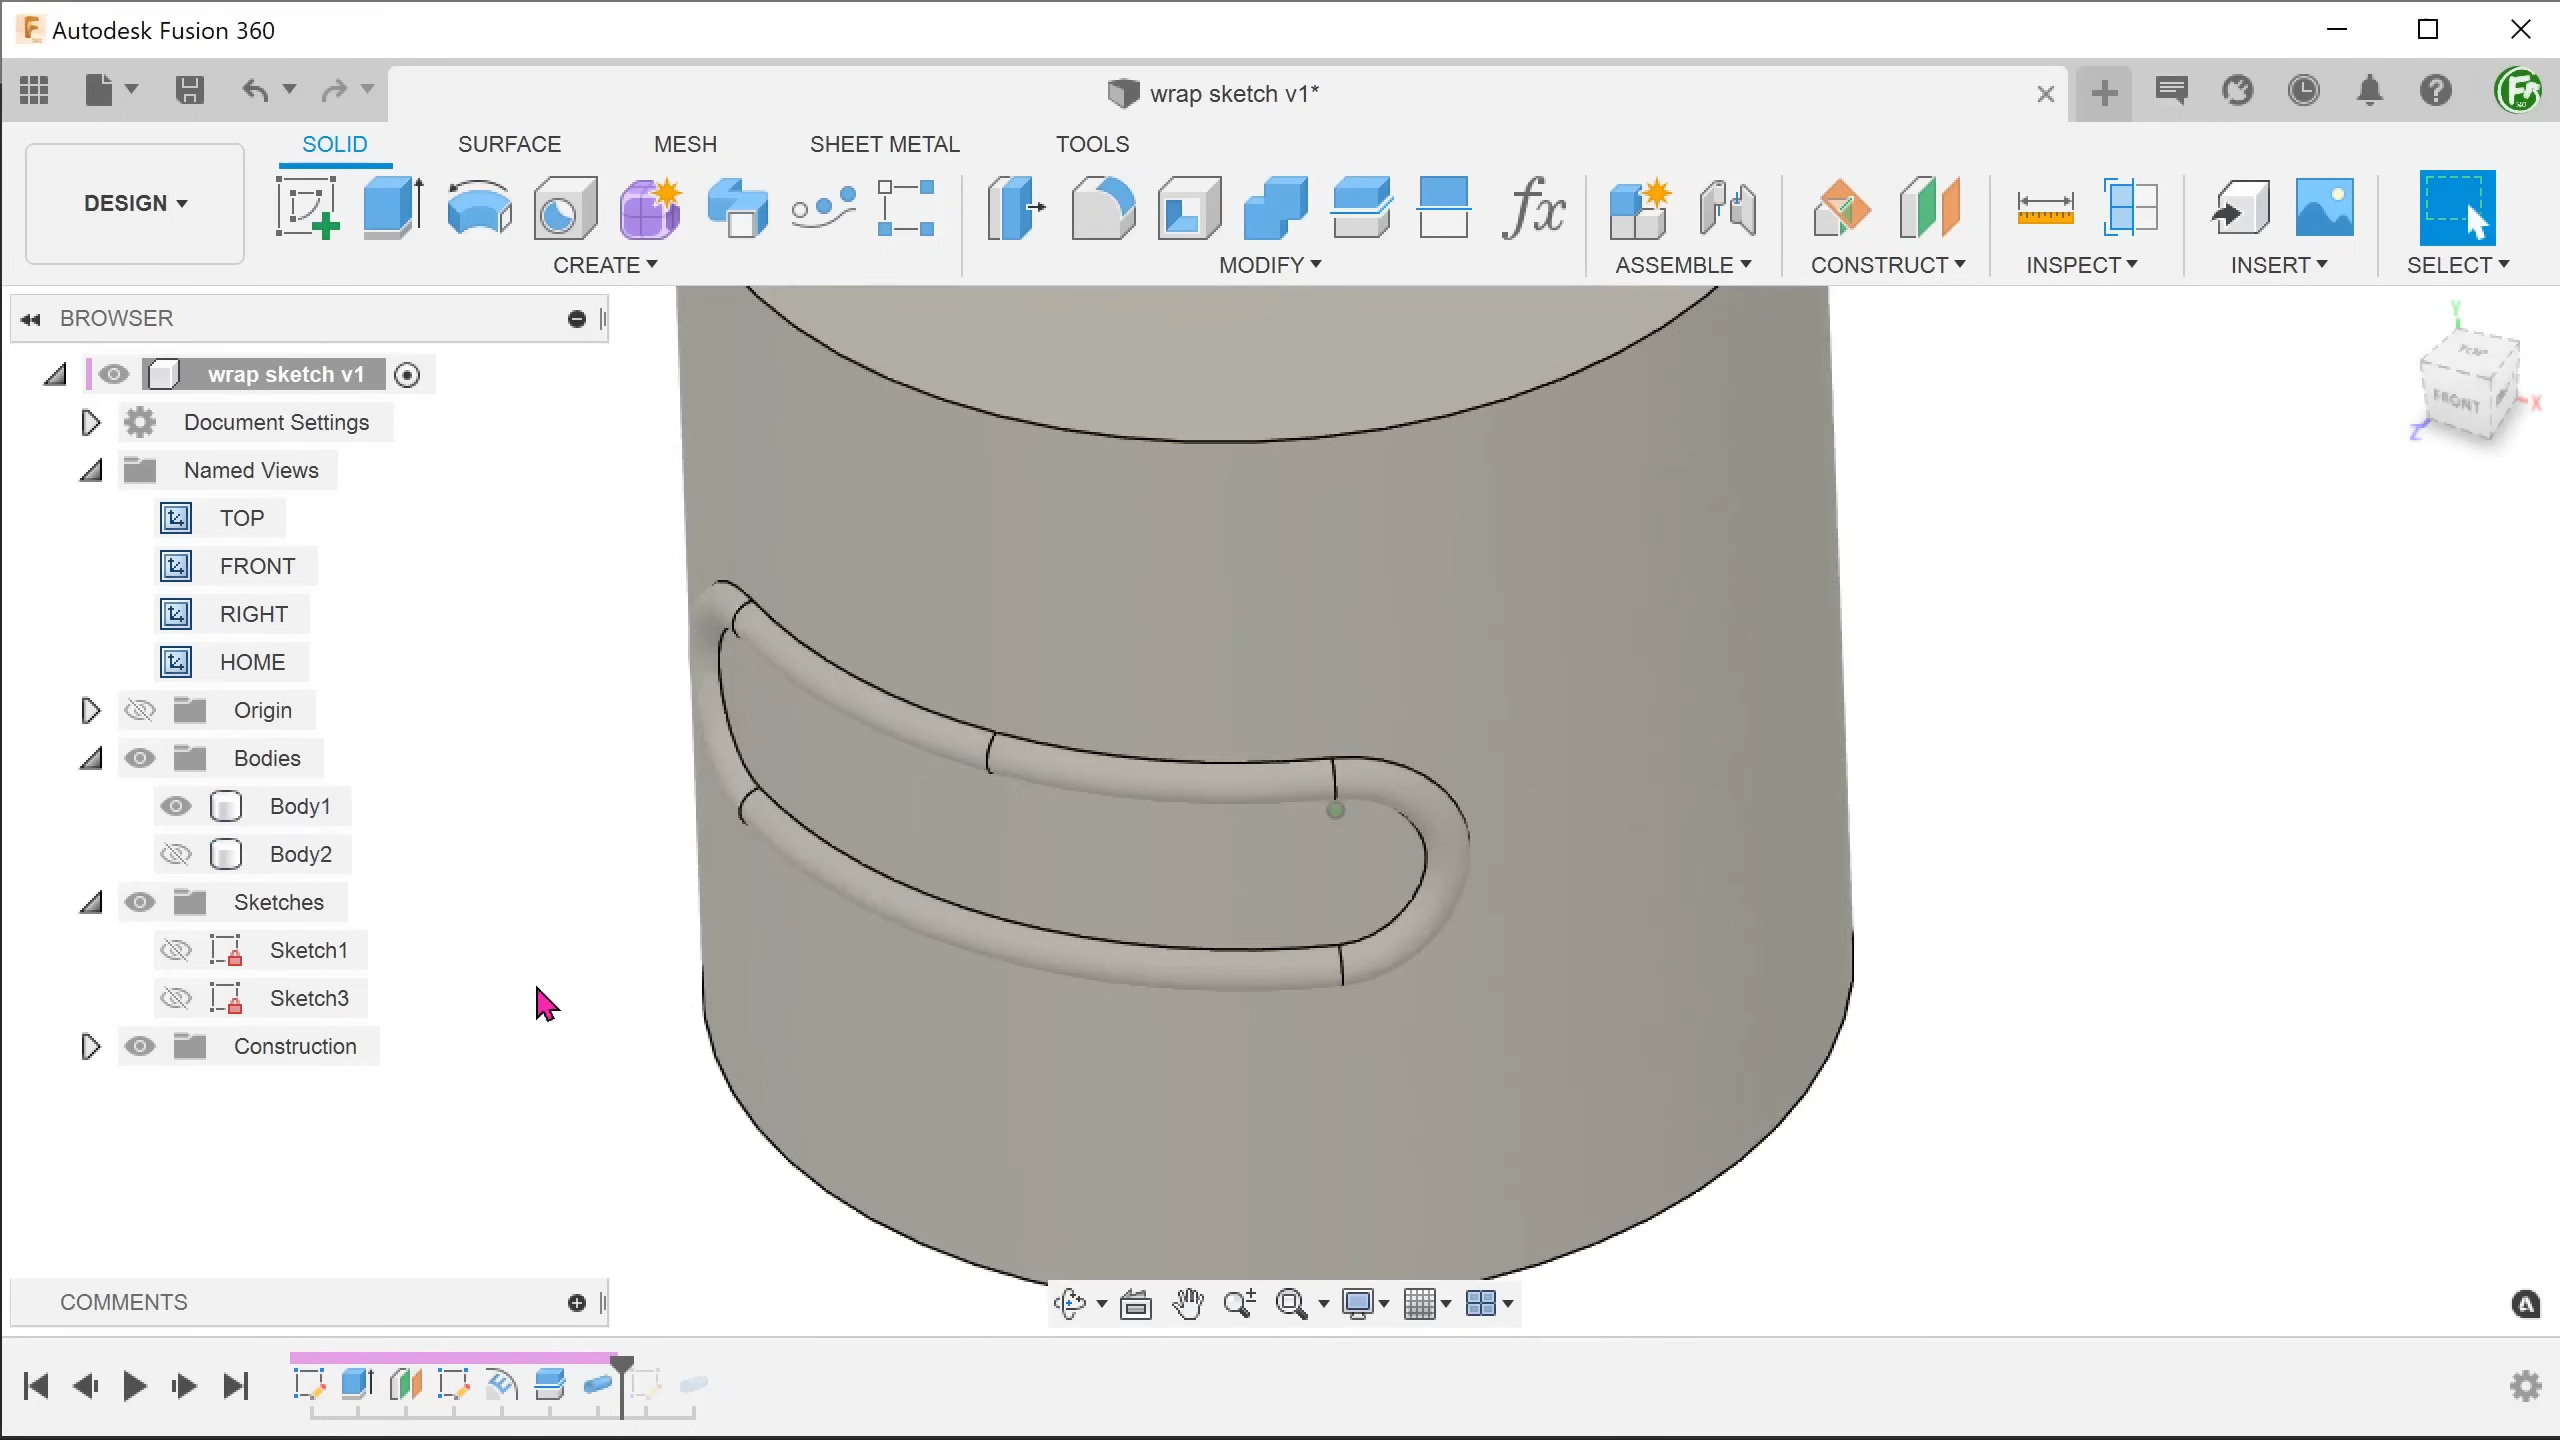 Autodesk Fusion 360
wrap sketch v1*
SOLID SURFACE MESH SHEET METAL TOOLS
DESIGN
CREATE MODIFY ASSEMBLE CONSTRUCT INSPECT INSERT SELECT
BROWSER
wrap sketch v1
Document Settings
Named Views
TOP
FRONT
RIGHT
HOME
Origin
Bodies
Body1
Body2
Sketches
Sketch1
Sketch3
Construction
Y
TOP
FRONT
X
Z
COMMENTS